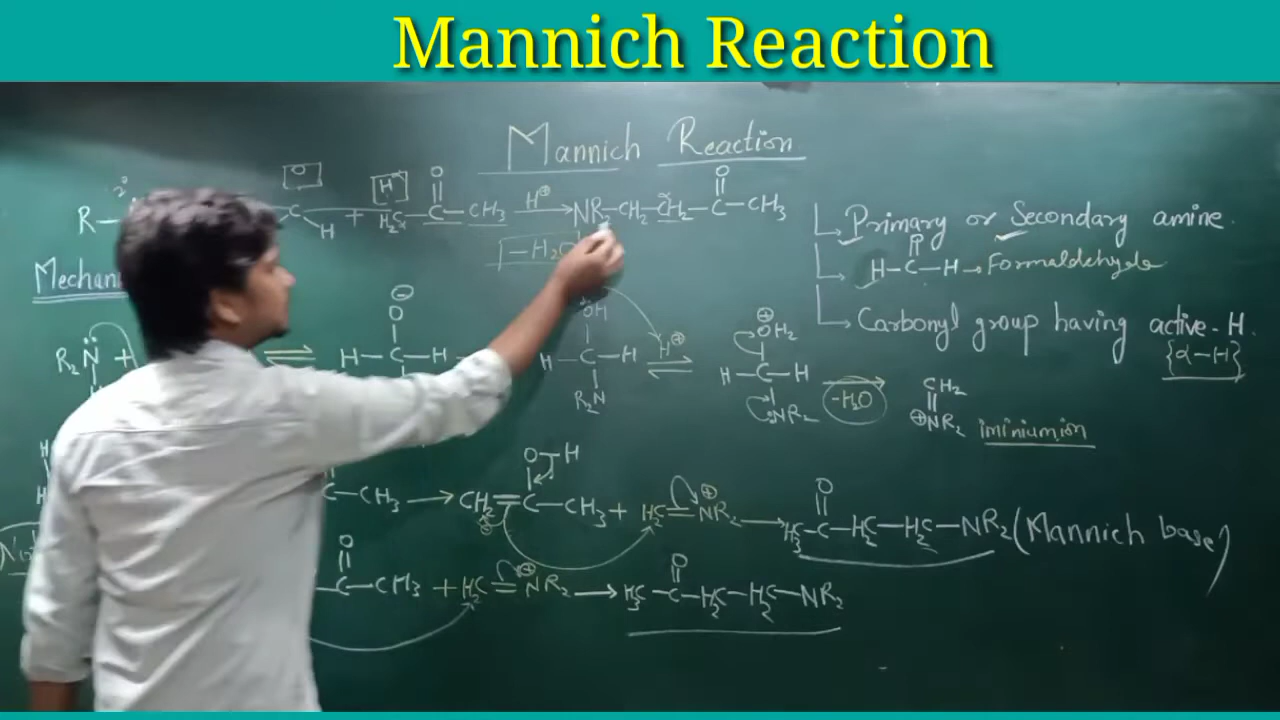 Mannich Reaction
Mannich Reaction
2°
R— C H + H₂C—C—CH₃ H⊕ → NR₂—CH₂—CH₂—C—CH₃
O H O O
—H₂O
Primary or Secondary amine.
O
H—C—H → Formaldehyde
Carbonyl group having active-H.
{α-H}
Mechan
R₂N̈ + ⇌ H—C—H H—C—H H⊕ ⇌ H—C—H → CH₂
O⊖ OH ⊕OH₂ -H₂O
R₂N NR₂ ⊕NR₂ iminium ion
O—H O
C—CH₃ → CH₂=C—CH₃ + H₂C=NR₂ ⊕ → H₃C—C—H₂C—H₂C—NR₂ (Mannich base)
O O
C—CH₃ + H₂C=NR₂ ⊕ → H₃C—C—H₂C—H₂C—NR₂